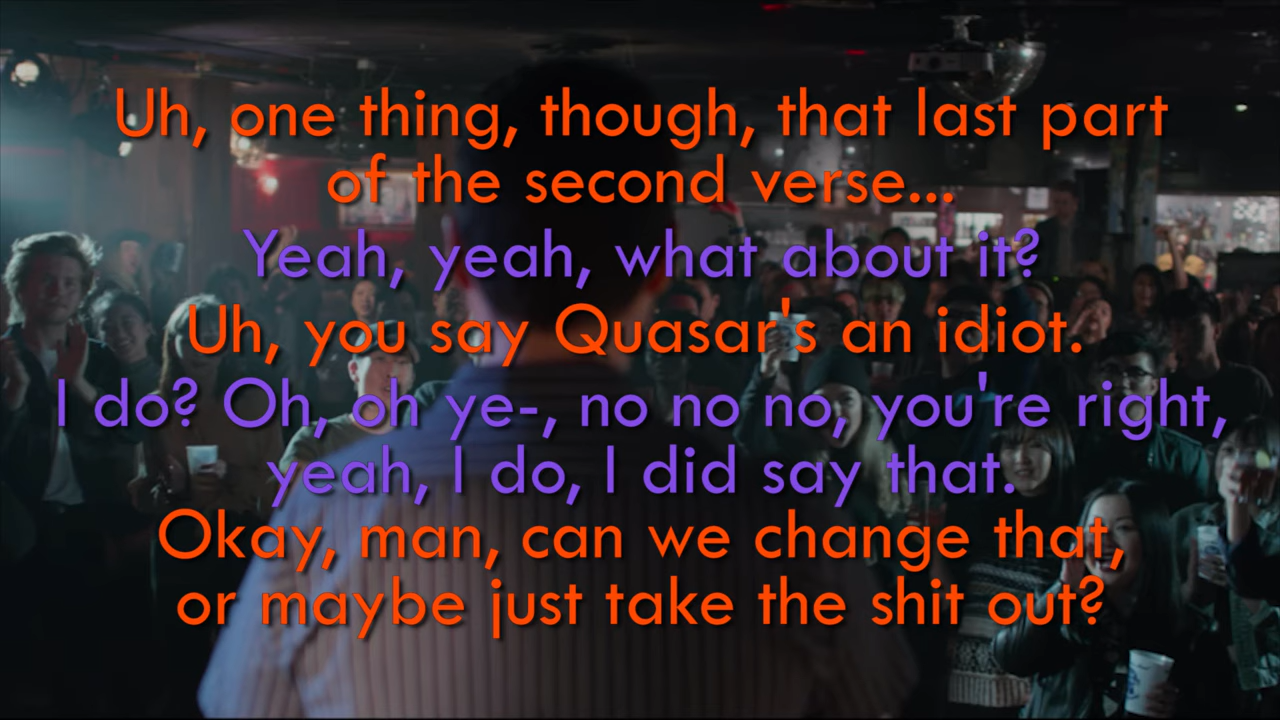 Uh, one thing, though, that last part
of the second verse...
Yeah, yeah, what about it?
Uh, you say Quasar's an idiot.
I do? Oh, oh ye-, no no no, you're right,
yeah, I do, I did say that.
Okay, man, can we change that,
or maybe just take the shit out?